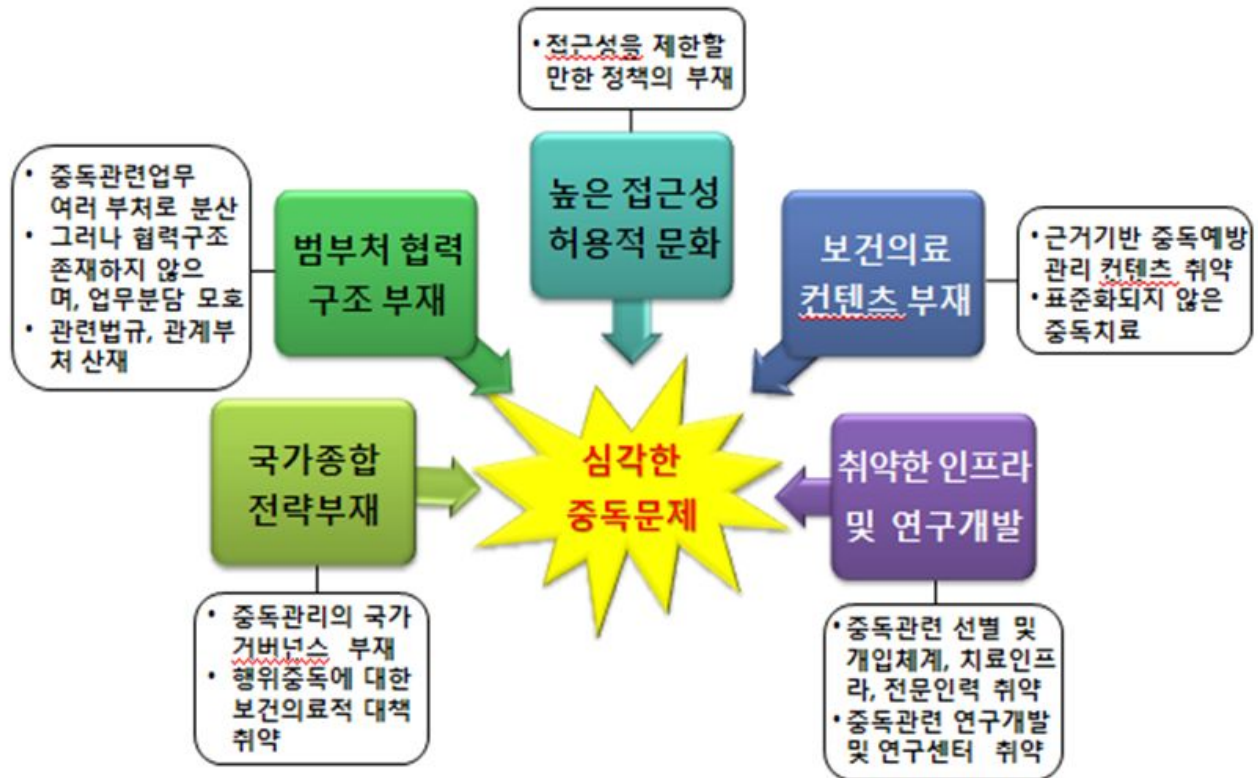 • 접근성을 제한할
만한 정책의 부재
높은 접근성
허용적 문화
• 중독관련업무
여러 부처로 분산
• 그러나 협력구조
존재하지 않으
며, 업무분담 모호
• 관련법규, 관계부
처 산재
범부처 협력
구조 부재
보건의료
컨텐츠 부재
• 근거기반 중독예방
관리 컨텐츠 취약
• 표준화되지 않은
중독치료
국가종합
전략부재
• 중독관리의 국가
거버넌스 부재
• 행위중독에 대한
보건의료적 대책
취약
심각한
중독문제
취약한 인프라
및 연구개발
• 중독관련 선별 및
개입체계, 치료인프
라, 전문인력 취약
• 중독관련 연구개발
및 연구센터 취약